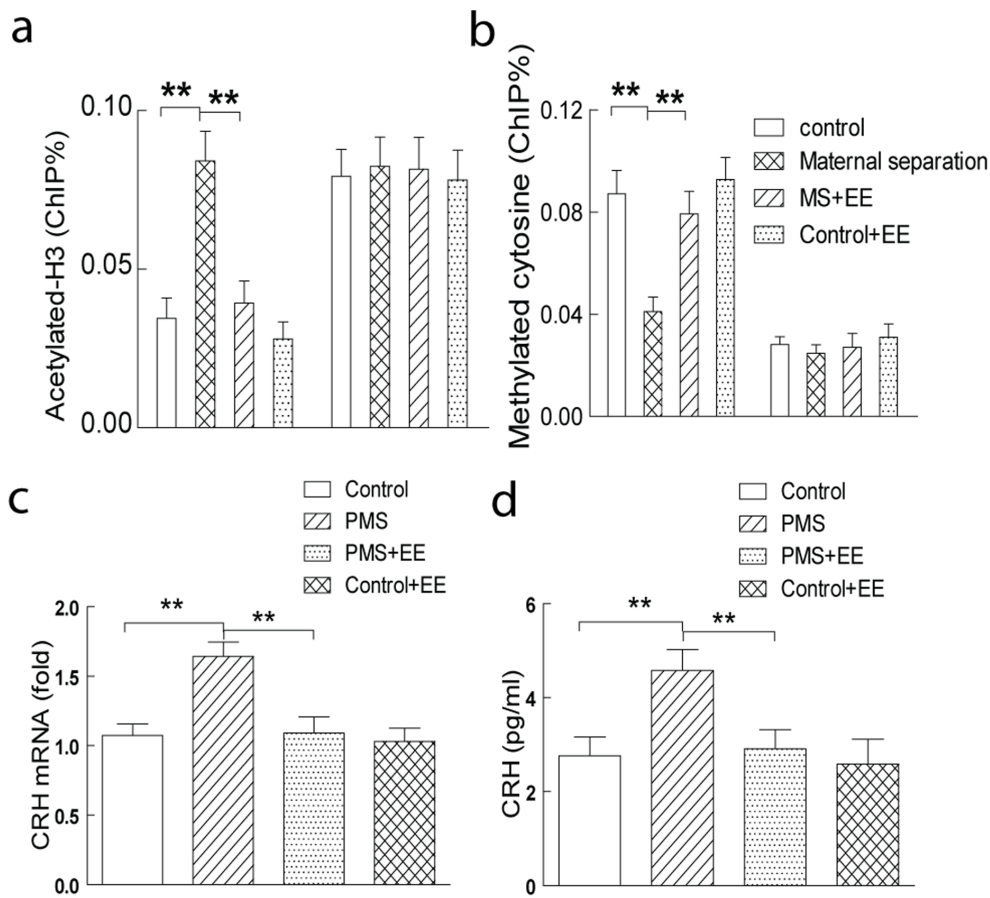 a
Acetylated-H3 (ChIP%)
0.10
0.05
0.00
**
**
b
Methylated cytosine (ChIP%)
0.12
0.08
0.04
0.00
**
**
control
Maternal separation
MS+EE
Control+EE
c
Control
PMS
PMS+EE
Control+EE
CRH mRNA (fold)
2.0
1.5
1.0
0.5
0.0
**
**
d
Control
PMS
PMS+EE
Control+EE
CRH (pg/ml)
6
4
2
0
**
**